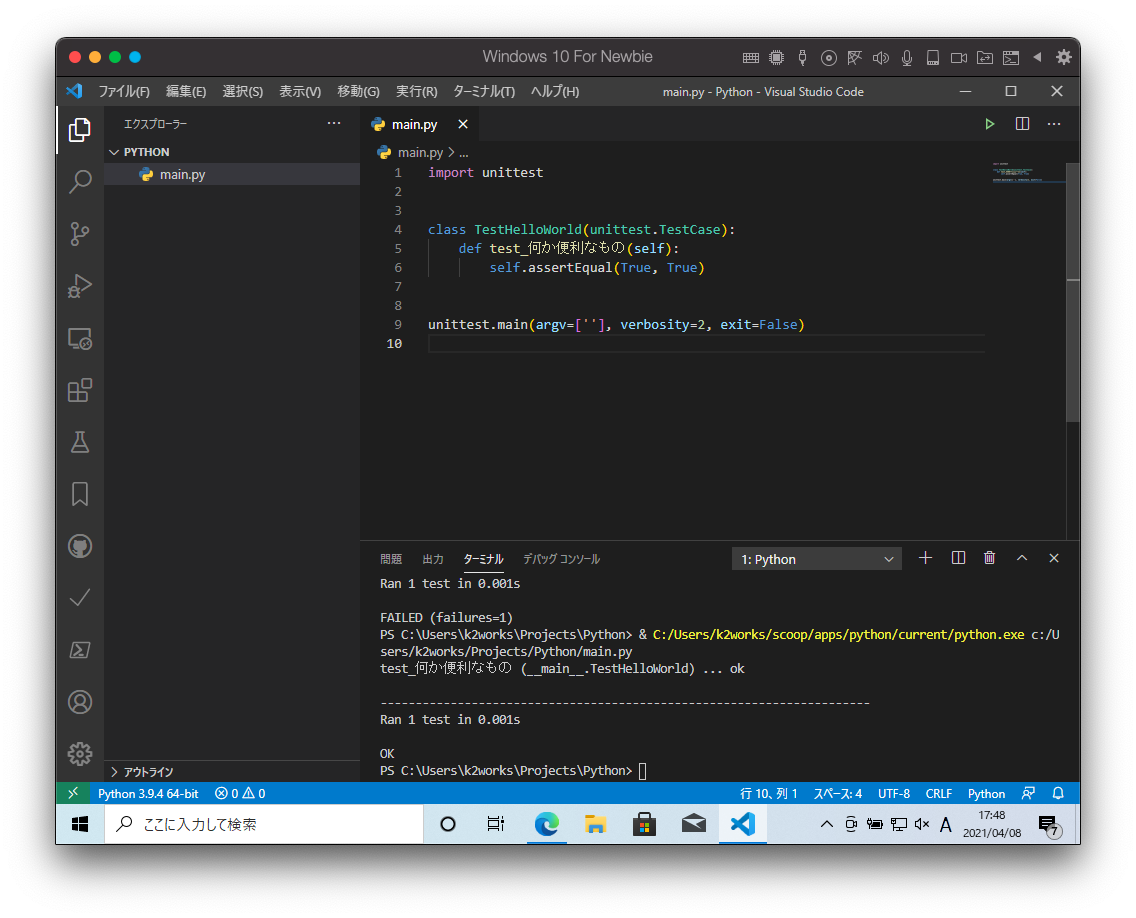 Windows 10 For Newbie
ファイル(F) 編集(E) 選択(S) 表示(V) 移動(G) 実行(R) ターミナル(T) ヘルプ(H) main.py - Python - Visual Studio Code
エクスプローラー
PYTHON
main.py
アウトライン
main.py
main.py > ...
1 import unittest
2
3
4 class TestHelloWorld(unittest.TestCase):
5 def test_何か便利なもの(self):
6 self.assertEqual(True, True)
7
8
9 unittest.main(argv=[''], verbosity=2, exit=False)
10
問題 出力 ターミナル デバッグ コンソール 1: Python
Ran 1 test in 0.001s
FAILED (failures=1)
PS C:\Users\k2works\Projects\Python> & C:/Users/k2works/scoop/apps/python/current/python.exe c:/U
sers/k2works/Projects/Python/main.py
test_何か便利なもの (__main__.TestHelloWorld) ... ok
----------------------------------------------------------------------
Ran 1 test in 0.001s
OK
PS C:\Users\k2works\Projects\Python>
Python 3.9.4 64-bit 0 0 行 10、列 1 スペース: 4 UTF-8 CRLF Python
ここに入力して検索
A
17:48
2021/04/08
7